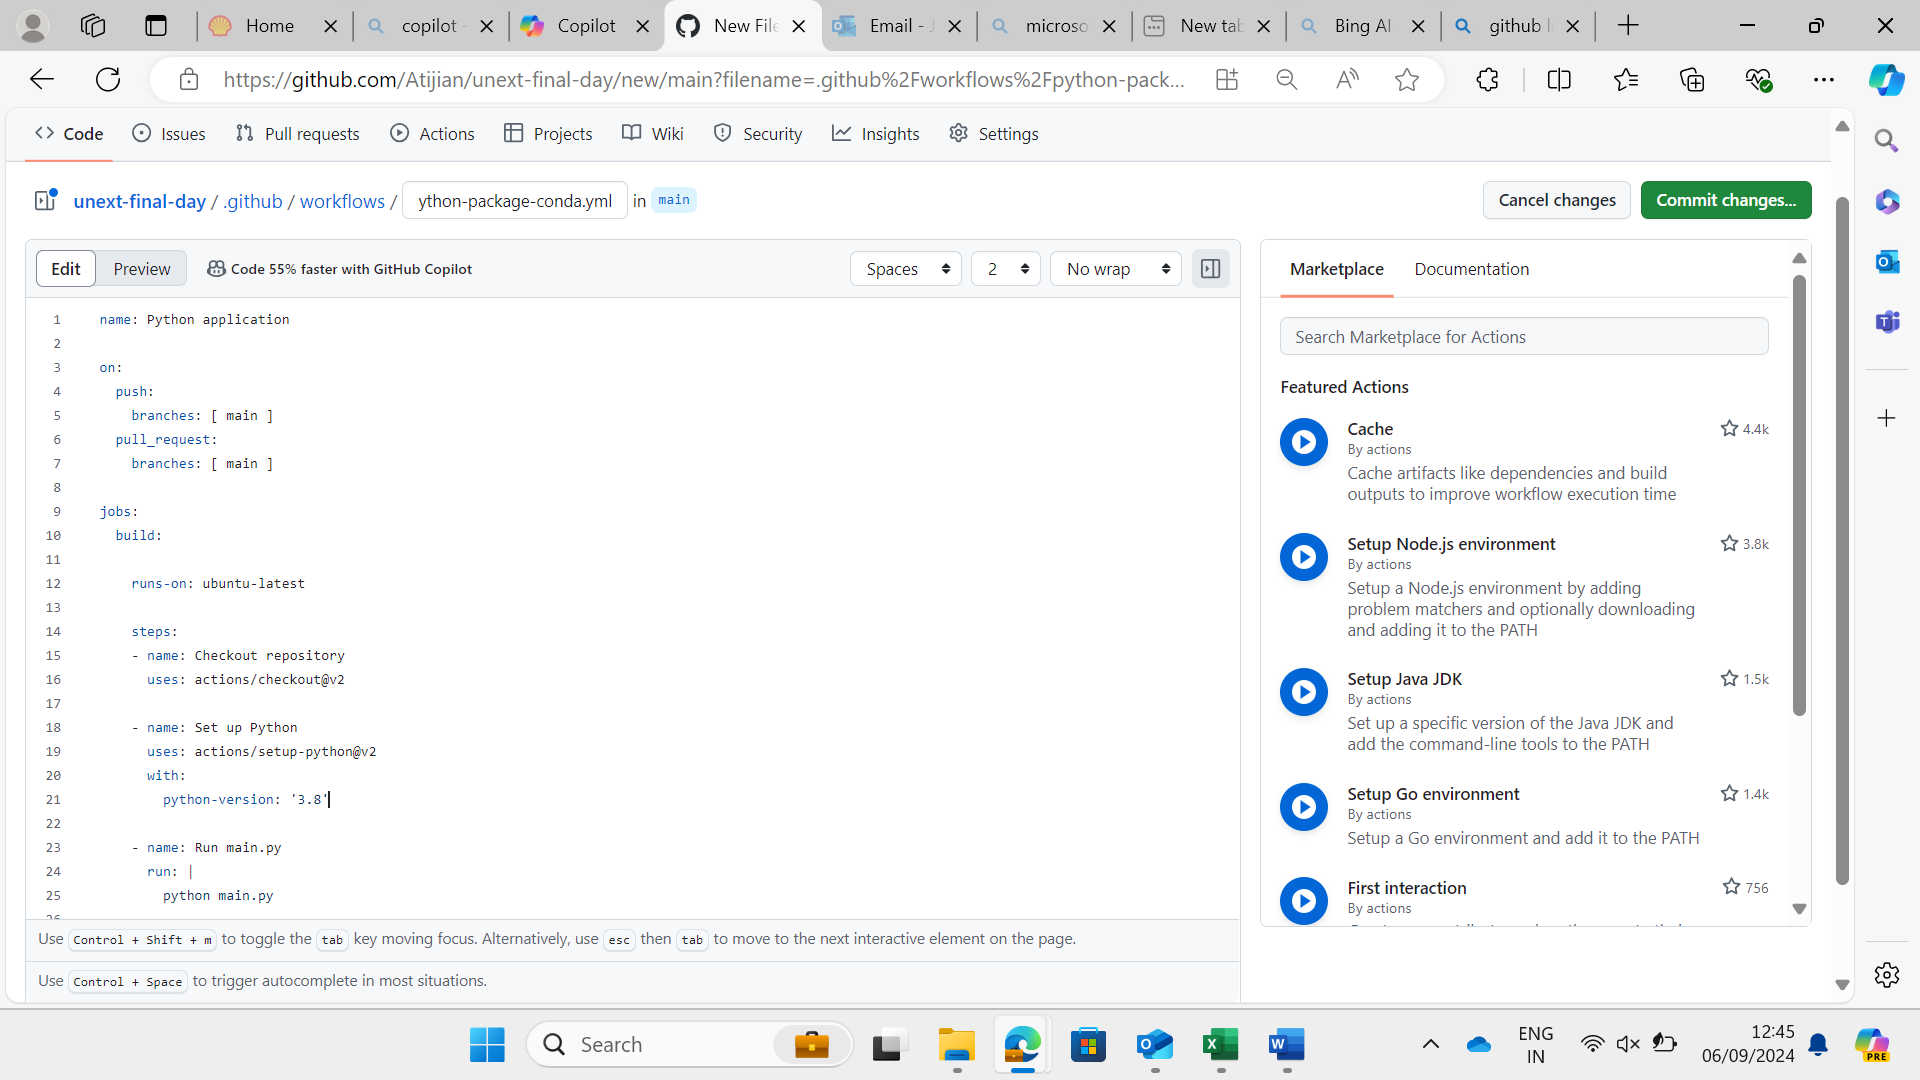 Home
copilot -
Copilot
New File
Email - J
microso
New tab
Bing AI
github l
https://github.com/Atijian/unext-final-day/new/main?filename=.github%2Fworkflows%2Fpython-pack...
Code
Issues
Pull requests
Actions
Projects
Wiki
Security
Insights
Settings
unext-final-day / .github / workflows / ython-package-conda.yml in main
Cancel changes
Commit changes...
Edit
Preview
Code 55% faster with GitHub Copilot
Spaces
2
No wrap
1 name: Python application
2
3 on:
4 push:
5 branches: [ main ]
6 pull_request:
7 branches: [ main ]
8
9 jobs:
10 build:
11
12 runs-on: ubuntu-latest
13
14 steps:
15 - name: Checkout repository
16 uses: actions/checkout@v2
17
18 - name: Set up Python
19 uses: actions/setup-python@v2
20 with:
21 python-version: '3.8'
22
23 - name: Run main.py
24 run: |
25 python main.py
26
Use Control + Shift + m to toggle the tab key moving focus. Alternatively, use esc then tab to move to the next interactive element on the page.
Use Control + Space to trigger autocomplete in most situations.
Marketplace
Documentation
Search Marketplace for Actions
Featured Actions
Cache
4.4k
By actions
Cache artifacts like dependencies and build
outputs to improve workflow execution time
Setup Node.js environment
3.8k
By actions
Setup a Node.js environment by adding
problem matchers and optionally downloading
and adding it to the PATH
Setup Java JDK
1.5k
By actions
Set up a specific version of the Java JDK and
add the command-line tools to the PATH
Setup Go environment
1.4k
By actions
Setup a Go environment and add it to the PATH
First interaction
756
By actions
Search
ENG
IN
12:45
06/09/2024
PRE